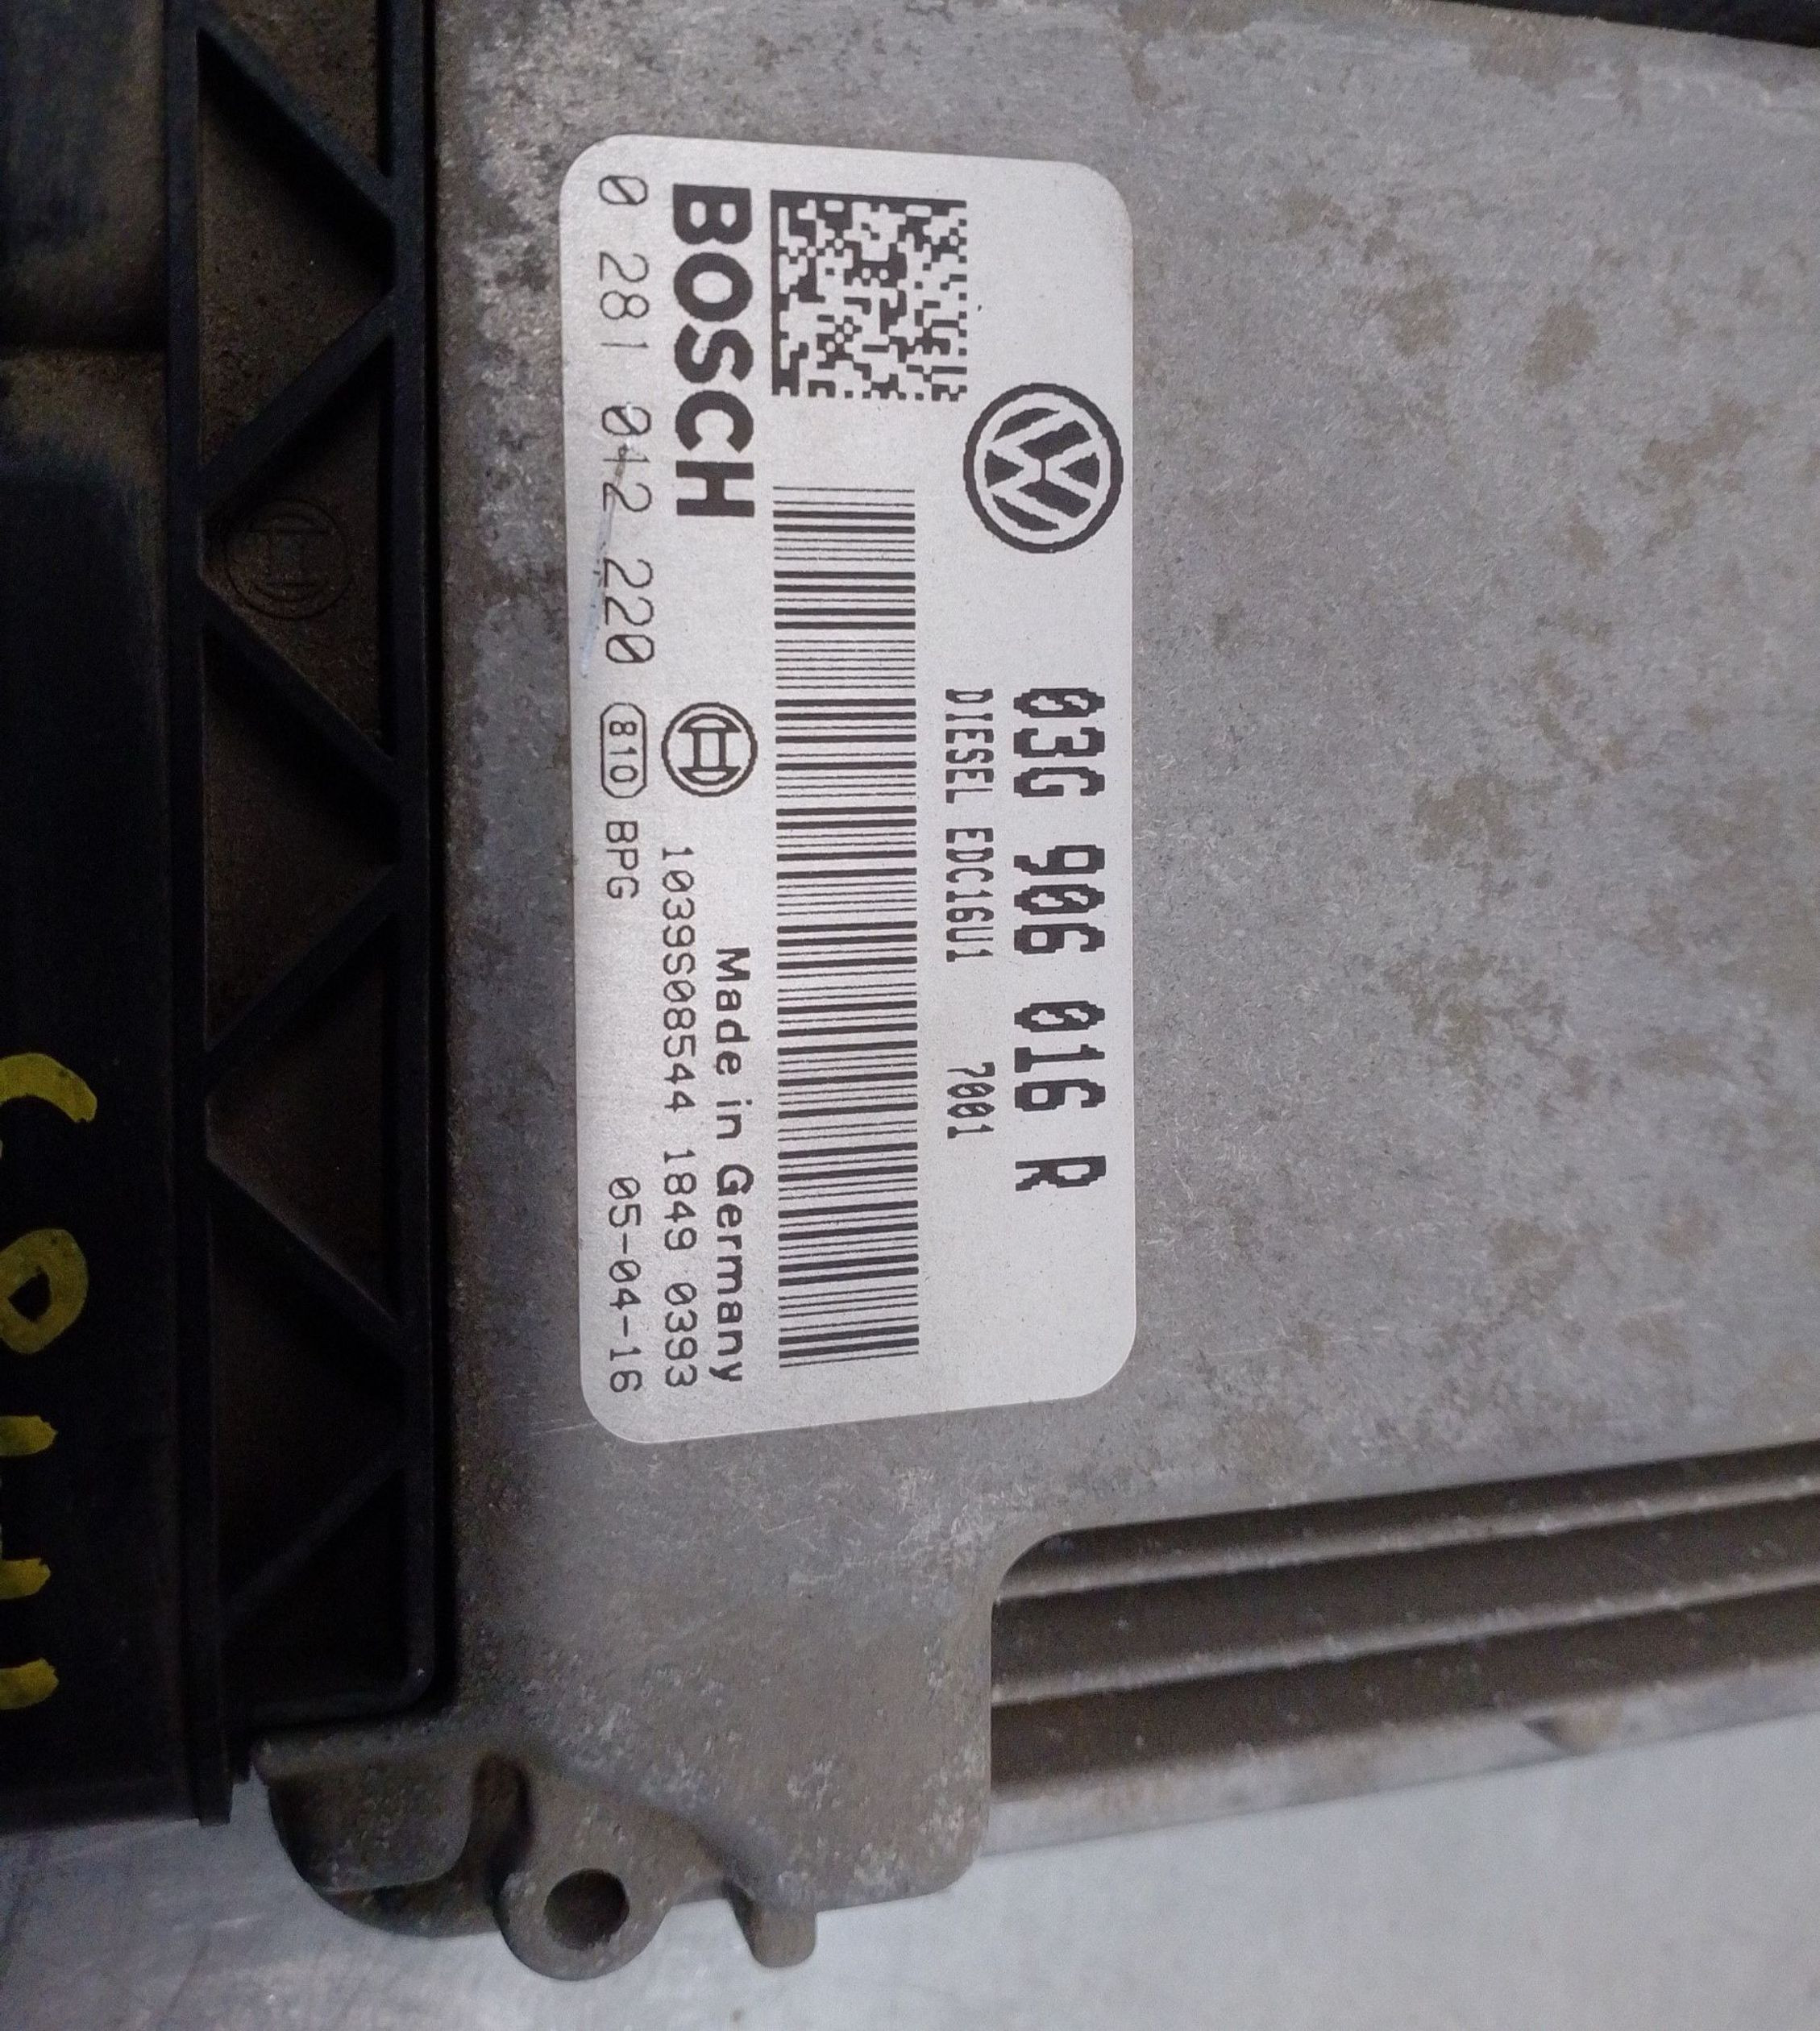 03G 906 016 R
DIESEL EDC16U1 7001
BOSCH
Made in Germany
1039S08544 1849 0393
0 281 012 220 810 BPG 05-04-16